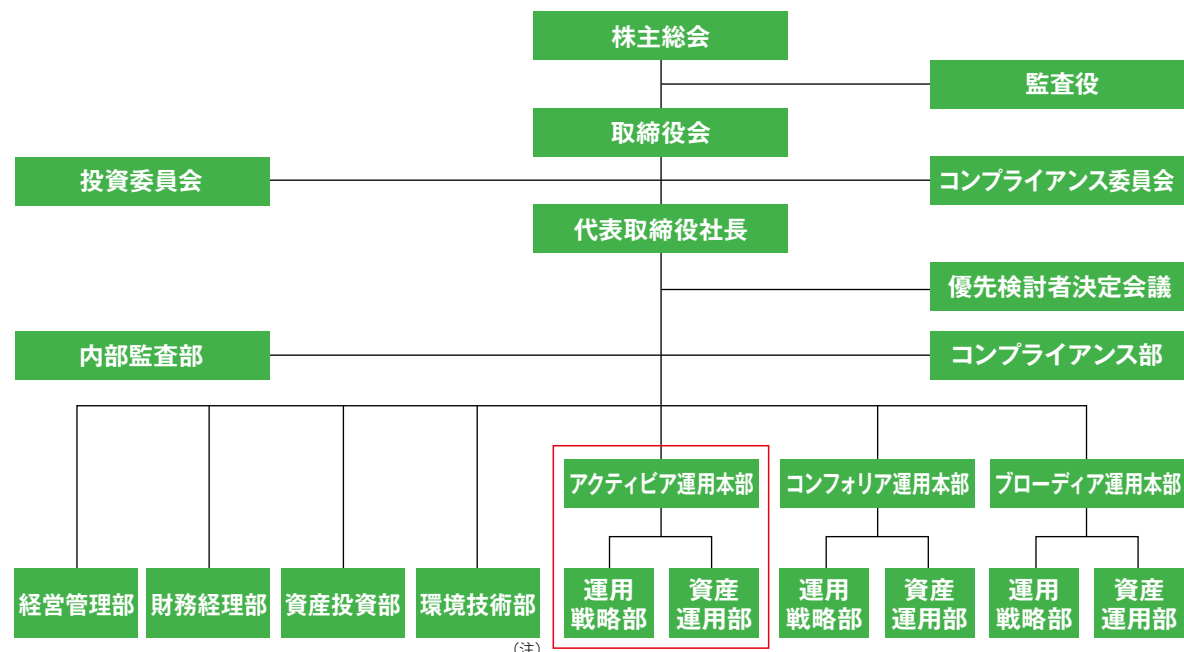 株主総会
監査役
取締役会
投資委員会
コンプライアンス委員会
代表取締役社長
優先検討者決定会議
内部監査部
コンプライアンス部
アクティビア運用本部
コンフォリア運用本部
ブローディア運用本部
経営管理部
財務経理部
資産投資部
環境技術部
運用
戦略部
資産
運用部
運用
戦略部
資産
運用部
運用
戦略部
資産
運用部
(注)